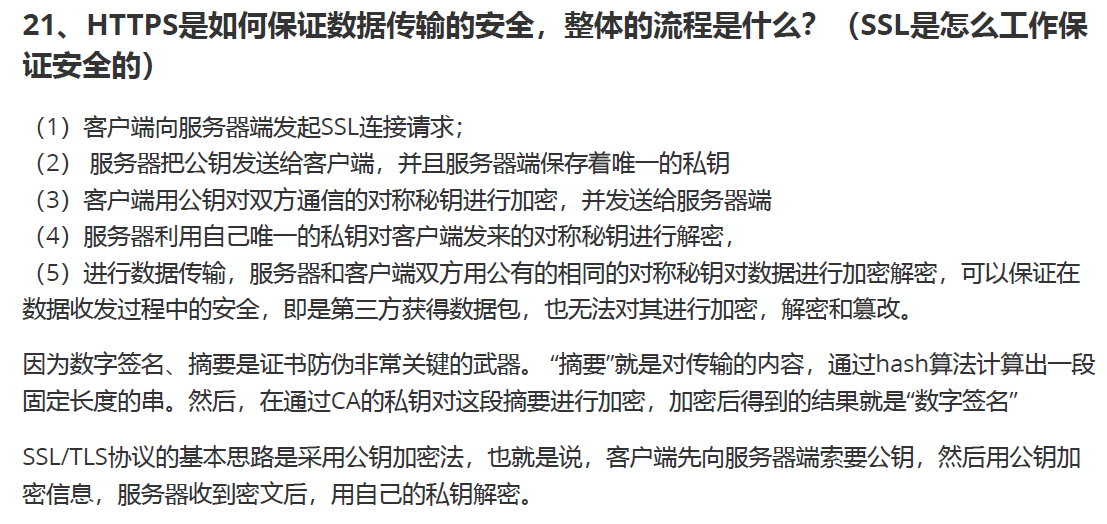 21、HTTPS是如何保证数据传输的安全，整体的流程是什么？（SSL是怎么工作保
证安全的）
（1）客户端向服务器端发起SSL连接请求；
（2） 服务器把公钥发送给客户端，并且服务器端保存着唯一的私钥
（3）客户端用公钥对双方通信的对称秘钥进行加密，并发送给服务器端
（4）服务器利用自己唯一的私钥对客户端发来的对称秘钥进行解密，
（5）进行数据传输，服务器和客户端双方用公有的相同的对称秘钥对数据进行加密解密，可以保证在
数据收发过程中的安全，即是第三方获得数据包，也无法对其进行加密，解密和篡改。
因为数字签名、摘要是证书防伪非常关键的武器。 “摘要”就是对传输的内容，通过hash算法计算出一段
固定长度的串。然后，在通过CA的私钥对这段摘要进行加密，加密后得到的结果就是“数字签名”
SSL/TLS协议的基本思路是采用公钥加密法，也就是说，客户端先向服务器端索要公钥，然后用公钥加
密信息，服务器收到密文后，用自己的私钥解密。